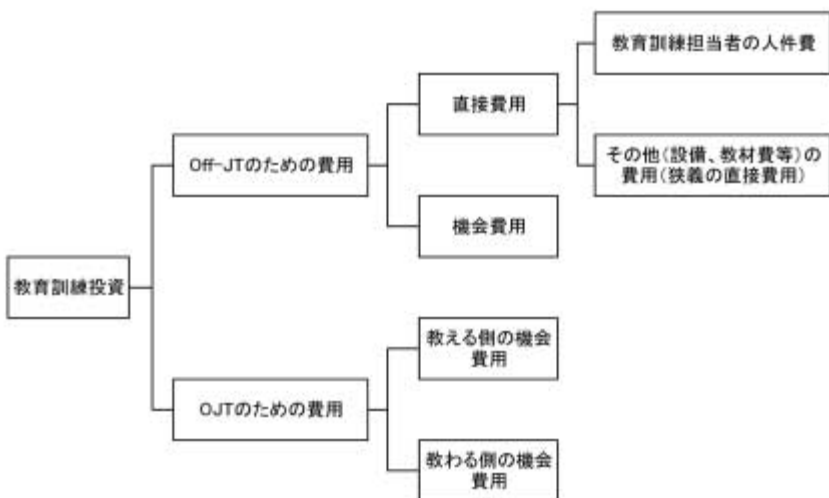 教育訓練担当者の人件費
直接費用
Off-JTのための費用
その他(設備、教材費等)の
費用(狭義の直接費用)
機会費用
教育訓練投資
教える側の機会
費用
OJTのための費用
教わる側の機会
費用